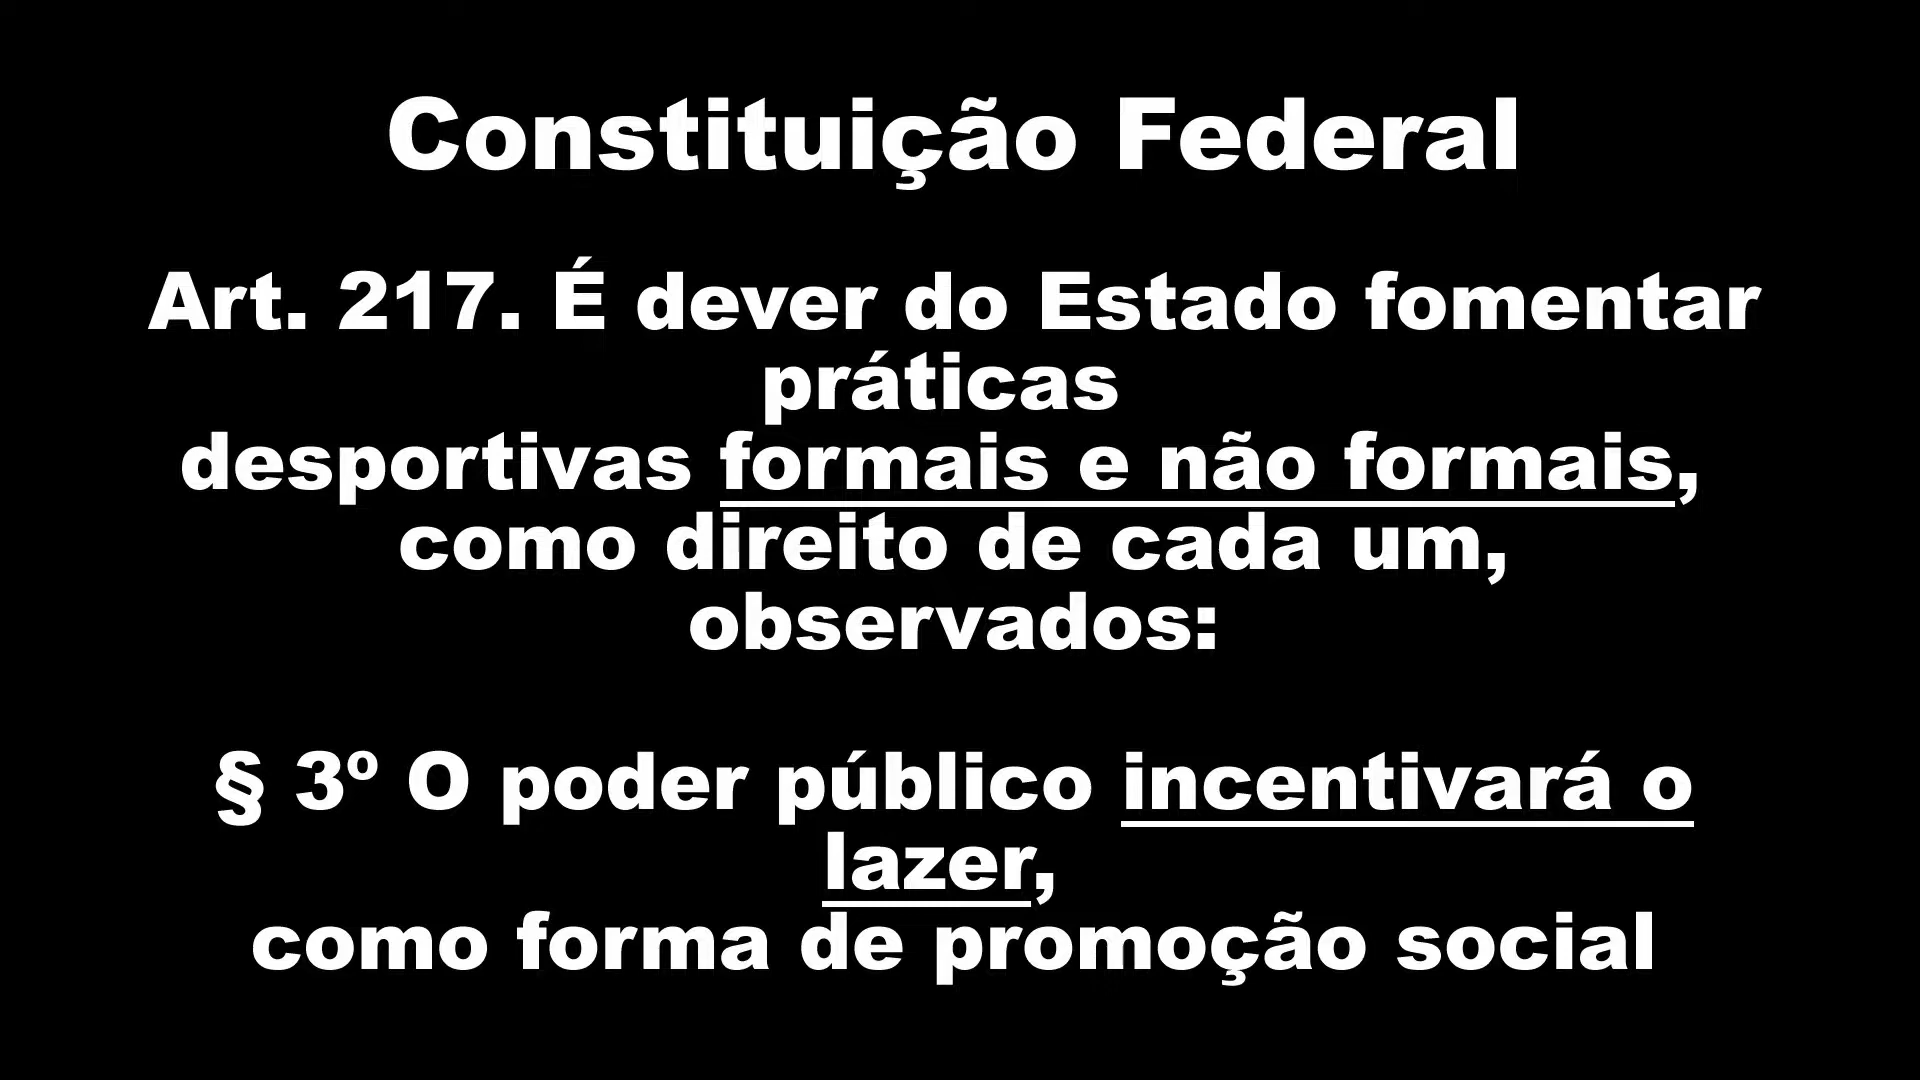 Constituição Federal
Art. 217. É dever do Estado fomentar
práticas
desportivas formais e não formais,
como direito de cada um,
observados:
§ 3º O poder público incentivará o
lazer,
como forma de promoção social